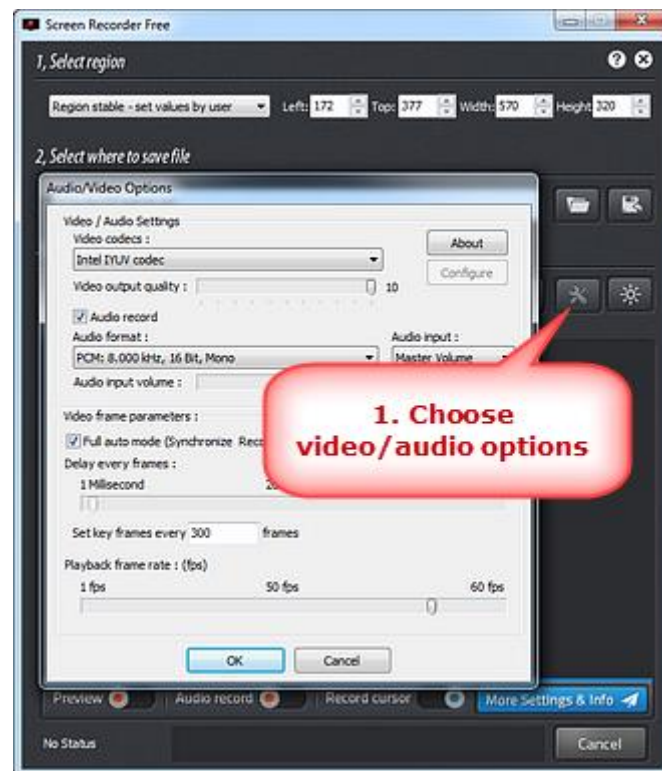 Screen Recorder Free
1, Select region
Region stable - set values by user Left: 172 Top: 377 Width: 570 Height 320
2, Select where to save file
Audio/Video Options
Video / Audio Settings
Video codecs :
About
Intel IYUV codec
Configure
Video output quality : 10
Audio record
Audio format : Audio input :
PCM: 8.000 kHz, 16 Bit, Mono Master Volume
Audio input volume :
1. Choose
video/audio options
Video frame parameters :
Full auto mode (Synchronize
Delay every frames :
1 Milisecond
Set key frames every 300 frames
Playback frame rate : (fps)
1 fps 50 fps 60 fps
OK Cancel
Preview Audio record Record cursor More Settings & Info
No Status Cancel